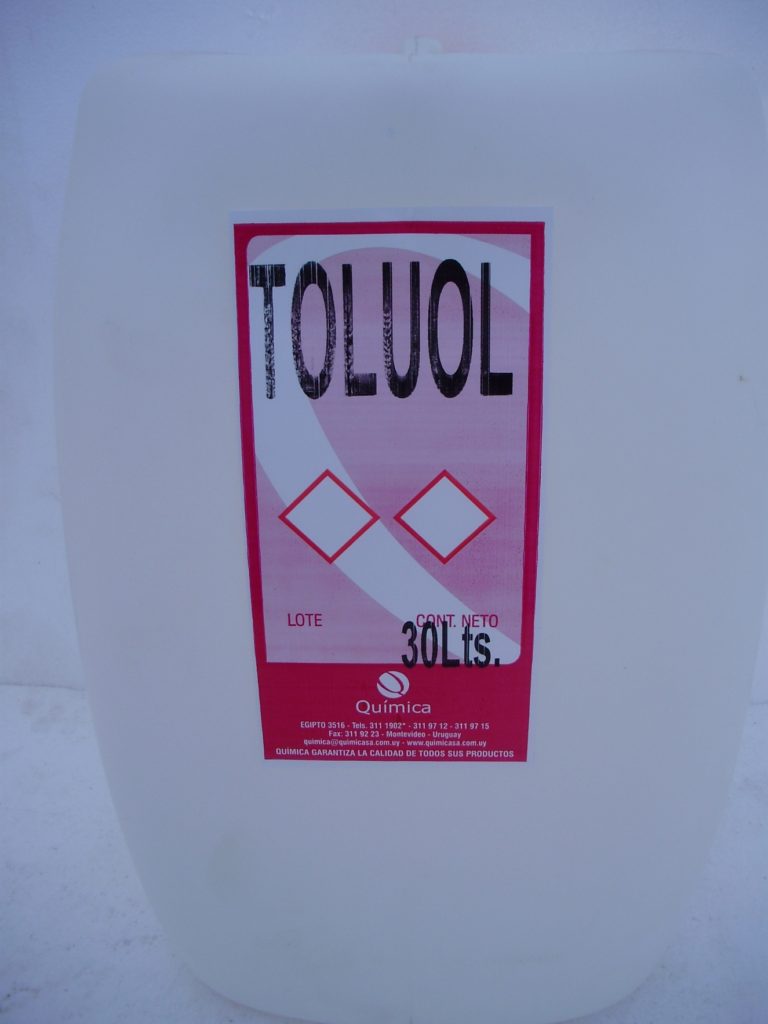 TOLUOL
LOTE
CONT. NETO
30Lts.
Química
EGIPTO 3516 - Tels. 311 1902* - 311 97 12 - 311 97 15
Fax: 311 92 23 - Montevideo - Uruguay
quimica@quimicasa.com.uy - www.quimicasa.com.uy
QUÍMICA GARANTIZA LA CALIDAD DE TODOS SUS PRODUCTOS